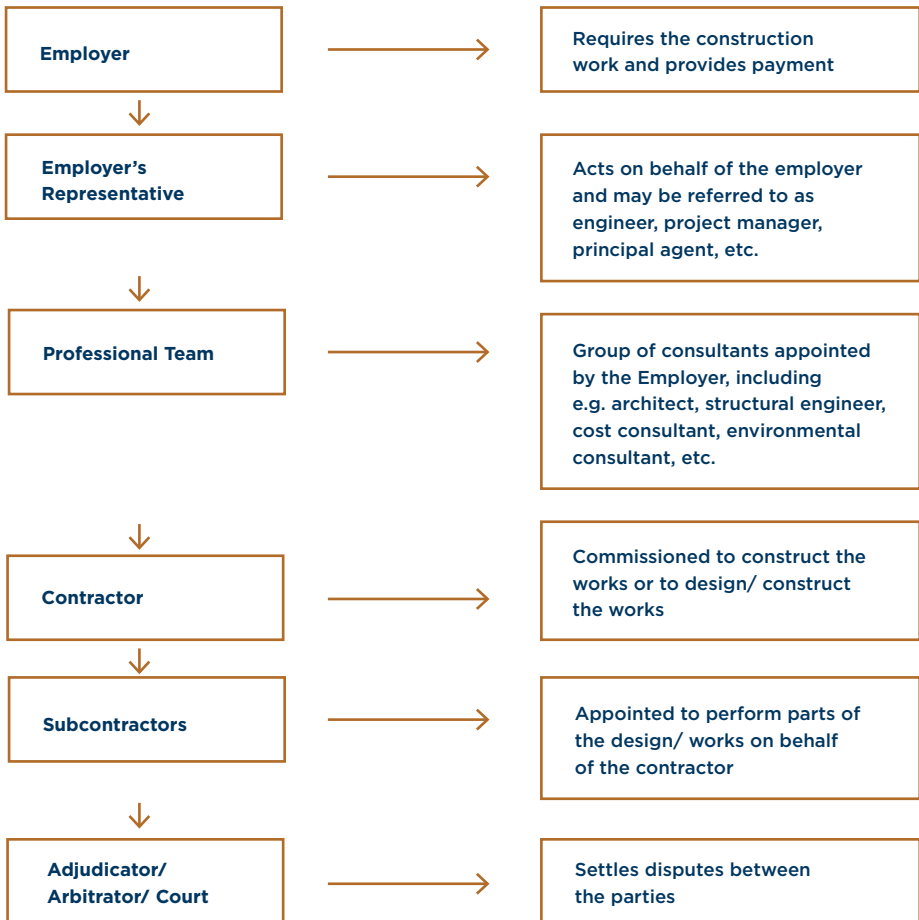 Employer
Requires the construction
work and provides payment
Employer’s
Representative
Acts on behalf of the employer
and may be referred to as
engineer, project manager,
principal agent, etc.
Professional Team
Group of consultants appointed
by the Employer, including
e.g. architect, structural engineer,
cost consultant, environmental
consultant, etc.
Contractor
Commissioned to construct the
works or to design/ construct
the works
Subcontractors
Appointed to perform parts of
the design/ works on behalf
of the contractor
Adjudicator/
Arbitrator/ Court
Settles disputes between
the parties